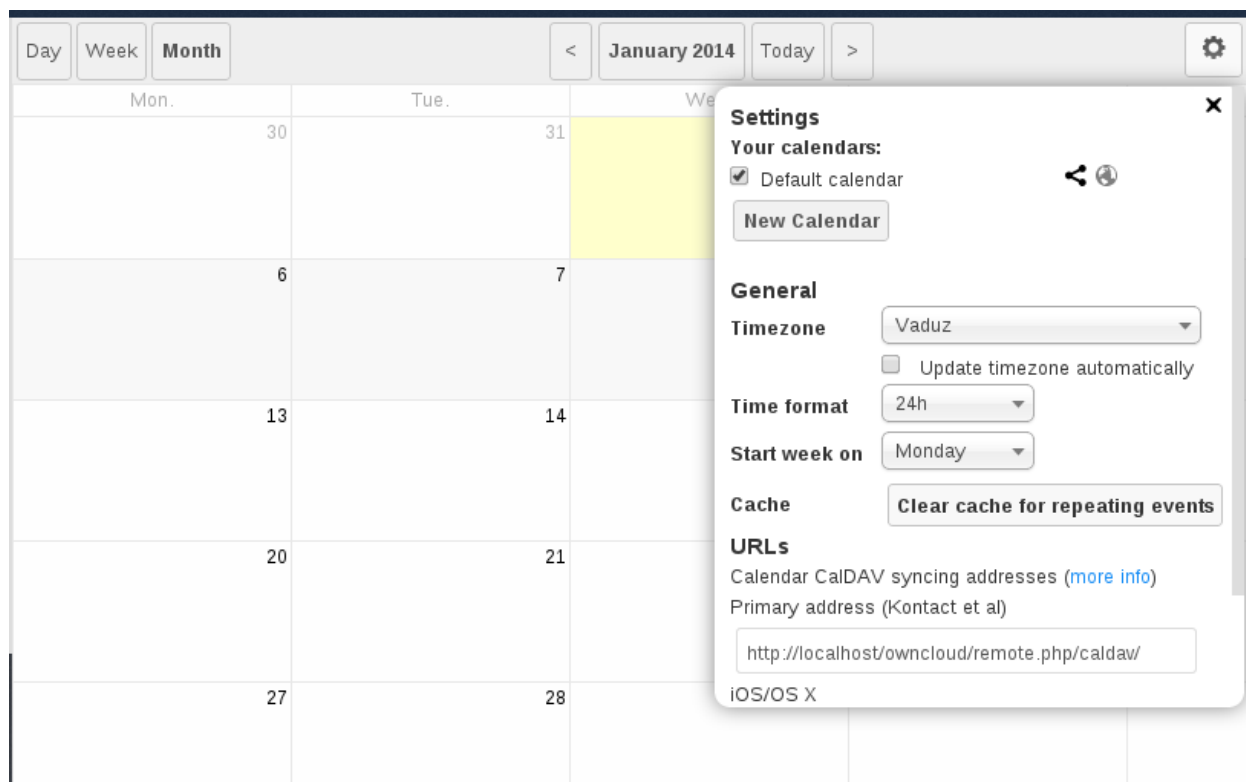 Day Week Month < January 2014 Today >
Mon. Tue. We
30 31
6 7
13 14
20 21
27 28
Settings
Your calendars:
Default calendar
New Calendar
General
Timezone Vaduz
Update timezone automatically
Time format 24h
Start week on Monday
Cache Clear cache for repeating events
URLs
Calendar CalDAV syncing addresses (more info)
Primary address (Kontact et al)
http://localhost/owncloud/remote.php/caldav/
iOS/OS X